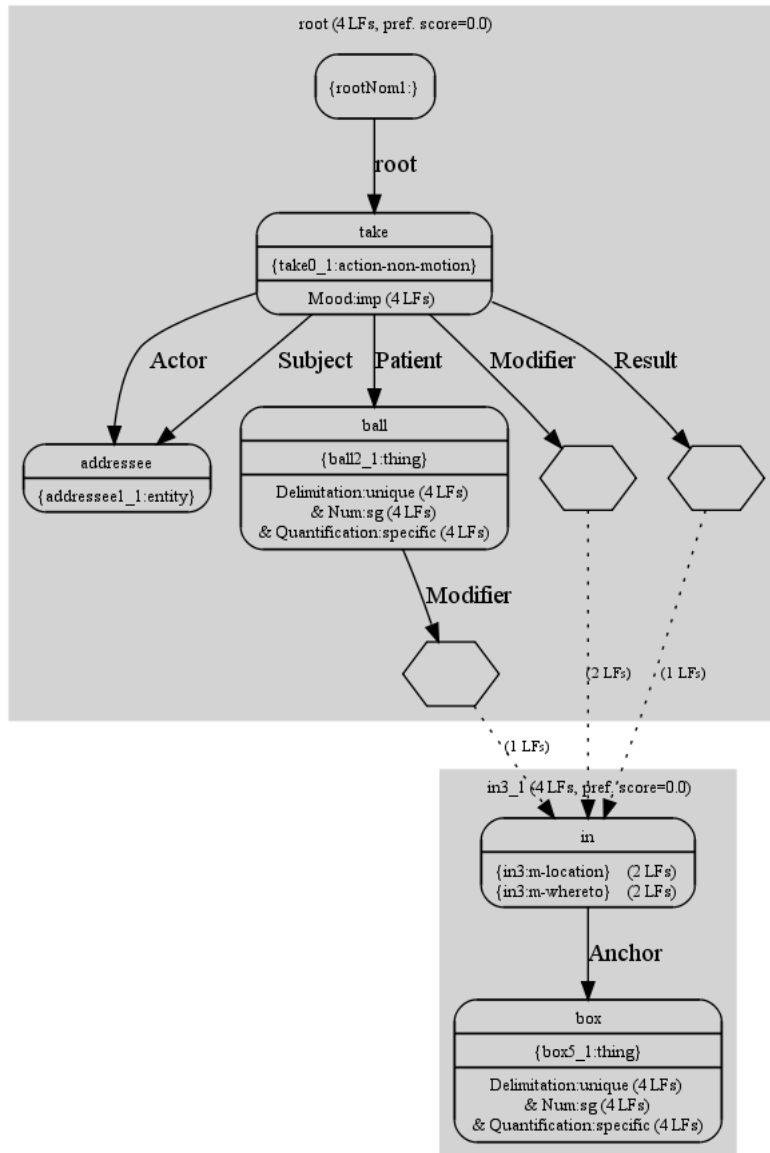 root (4 LFs, pref. score=0.0)
{rootNom1:}
root
take
{take0_1:action-non-motion}
Mood:imp (4 LFs)
Actor
Subject
Patient
Modifier
Result
addressee
{addressee1_1:entity}
ball
{ball2_1:thing}
Delimitation:unique (4 LFs)
& Num:sg (4 LFs)
& Quantification:specific (4 LFs)
Modifier
(2 LFs)
(1 LFs)
(1 LFs)
in3_1 (4 LFs, pref. score=0.0)
in
{in3:m-location} (2 LFs)
{in3:m-whereto} (2 LFs)
Anchor
box
{box5_1:thing}
Delimitation:unique (4 LFs)
& Num:sg (4 LFs)
& Quantification:specific (4 LFs)